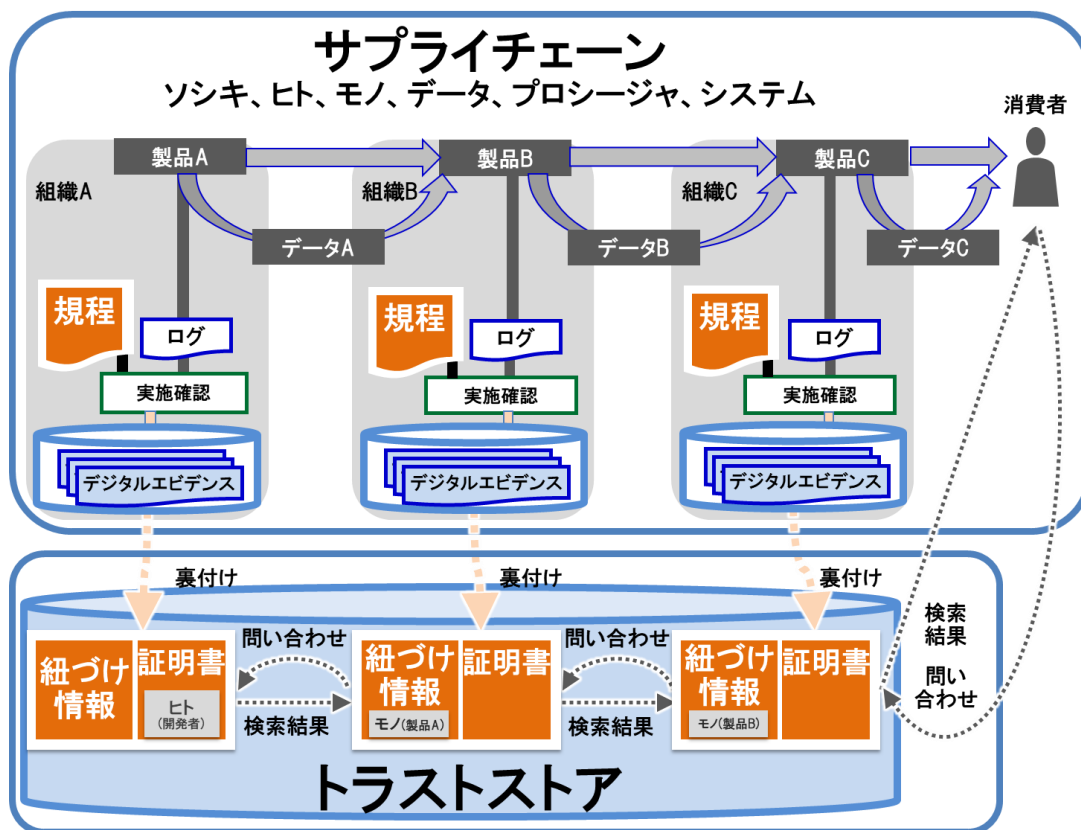 サプライチェーン
ソシキ、ヒト、モノ、データ、プロシージャ、システム
消費者
製品A
製品B
製品C
組織A
組織B
組織C
データA
データB
データC
規程
ログ
実施確認
デジタルエビデンス
規程
ログ
実施確認
デジタルエビデンス
規程
ログ
実施確認
デジタルエビデンス
裏付け
裏付け
裏付け
紐づけ
情報
証明書
ヒト
(開発者)
問い合わせ
検索結果
紐づけ
情報
モノ(製品A)
証明書
問い合わせ
検索結果
紐づけ
情報
モノ(製品B)
証明書
検索
結果
問い
合わせ
トラストストア